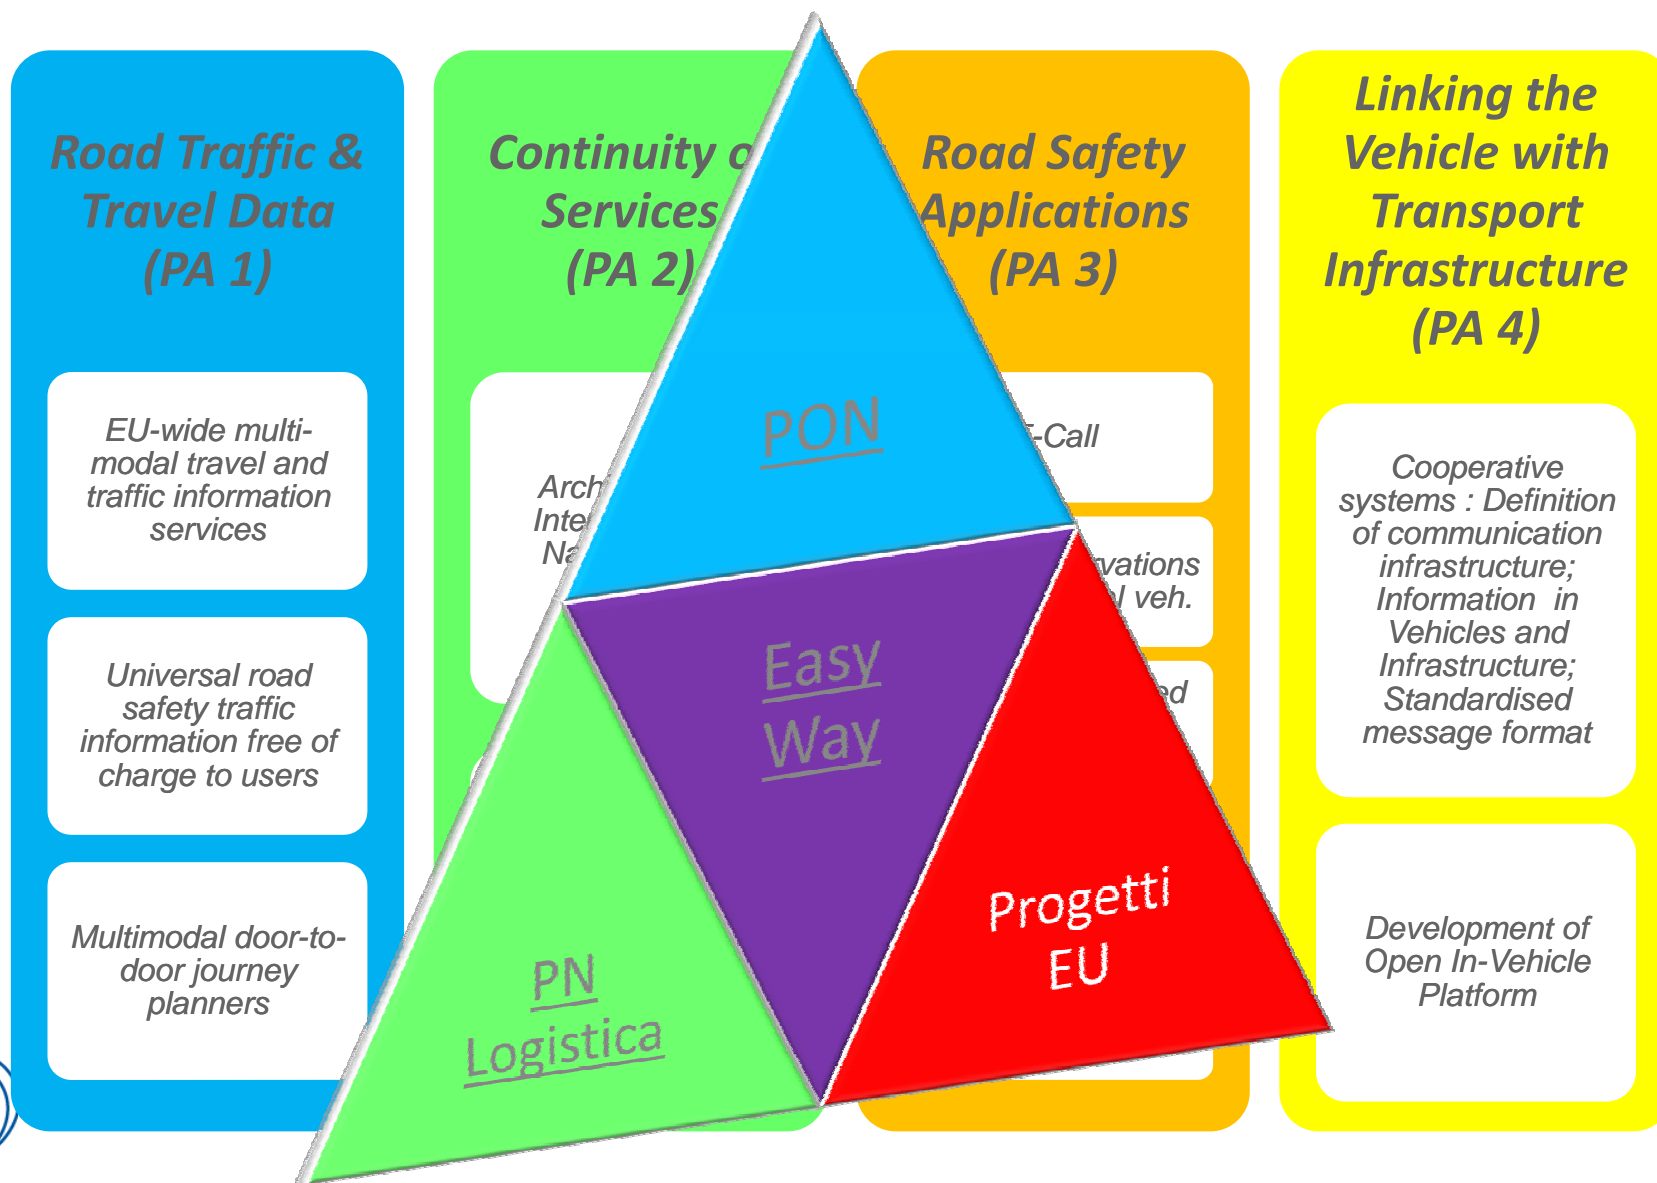 Road Traffic &
Travel Data
(PA 1)
EU-wide multi-
modal travel and
traffic information
services
Universal road
safety traffic
information free of
charge to users
Multimodal door-to-
door journey
planners
Continuity
Services
(PA 2)
Road Safety
Applications
(PA 3)
-Call
veh.
Linking the
Vehicle with
Transport
Infrastructure
(PA 4)
Cooperative
systems : Definition
of communication
infrastructure;
Information in
Vehicles and
Infrastructure;
Standardised
message format
Development of
Open In-Vehicle
Platform
PON
Easy
Way
PN
Logistica
Progetti
EU